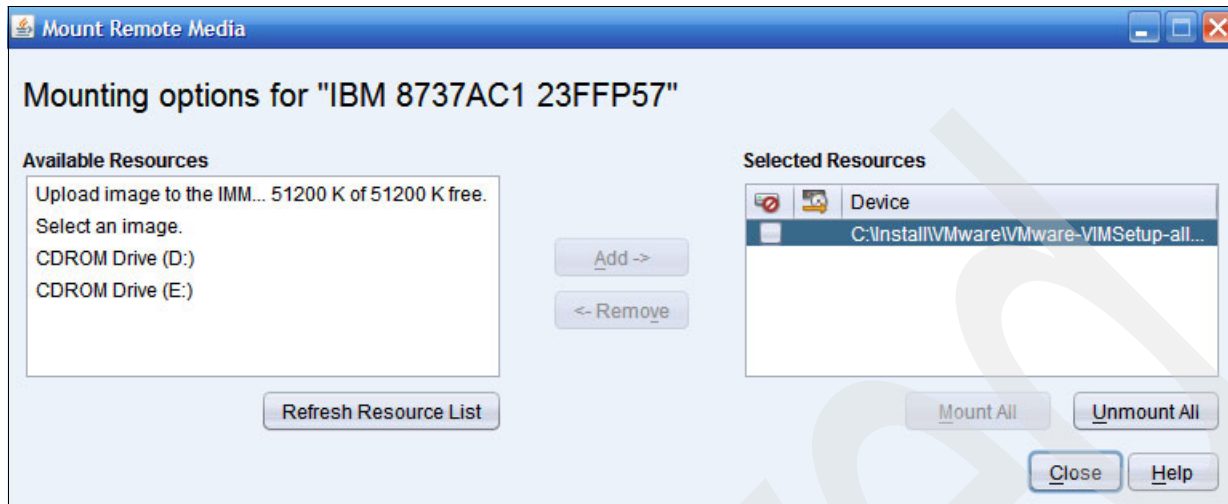 Mount Remote Media
Mounting options for "IBM 8737AC1 23FFP57"
Available Resources
Upload image to the IMM... 51200 K of 51200 K free.
Select an image.
CDROM Drive (D:)
CDROM Drive (E:)
Refresh Resource List
Add ->
<- Remove
Selected Resources
Device
C:\Install\VMware\VMware-VIMSetup-all...
Mount All
Unmount All
Close
Help